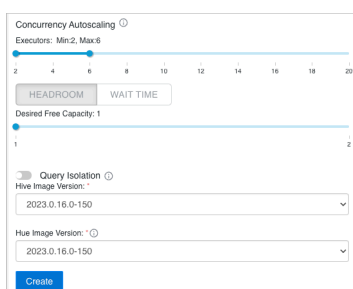 Concurrency Autoscaling
Executors: Min:2, Max:6
2 4 6 8 10 12 14 16 18 20
HEADROOM WAIT TIME
Desired Free Capacity: 1
1 2
Query Isolation
Hive Image Version: *
2023.0.16.0-150
Hue Image Version: *
2023.0.16.0-150
Create